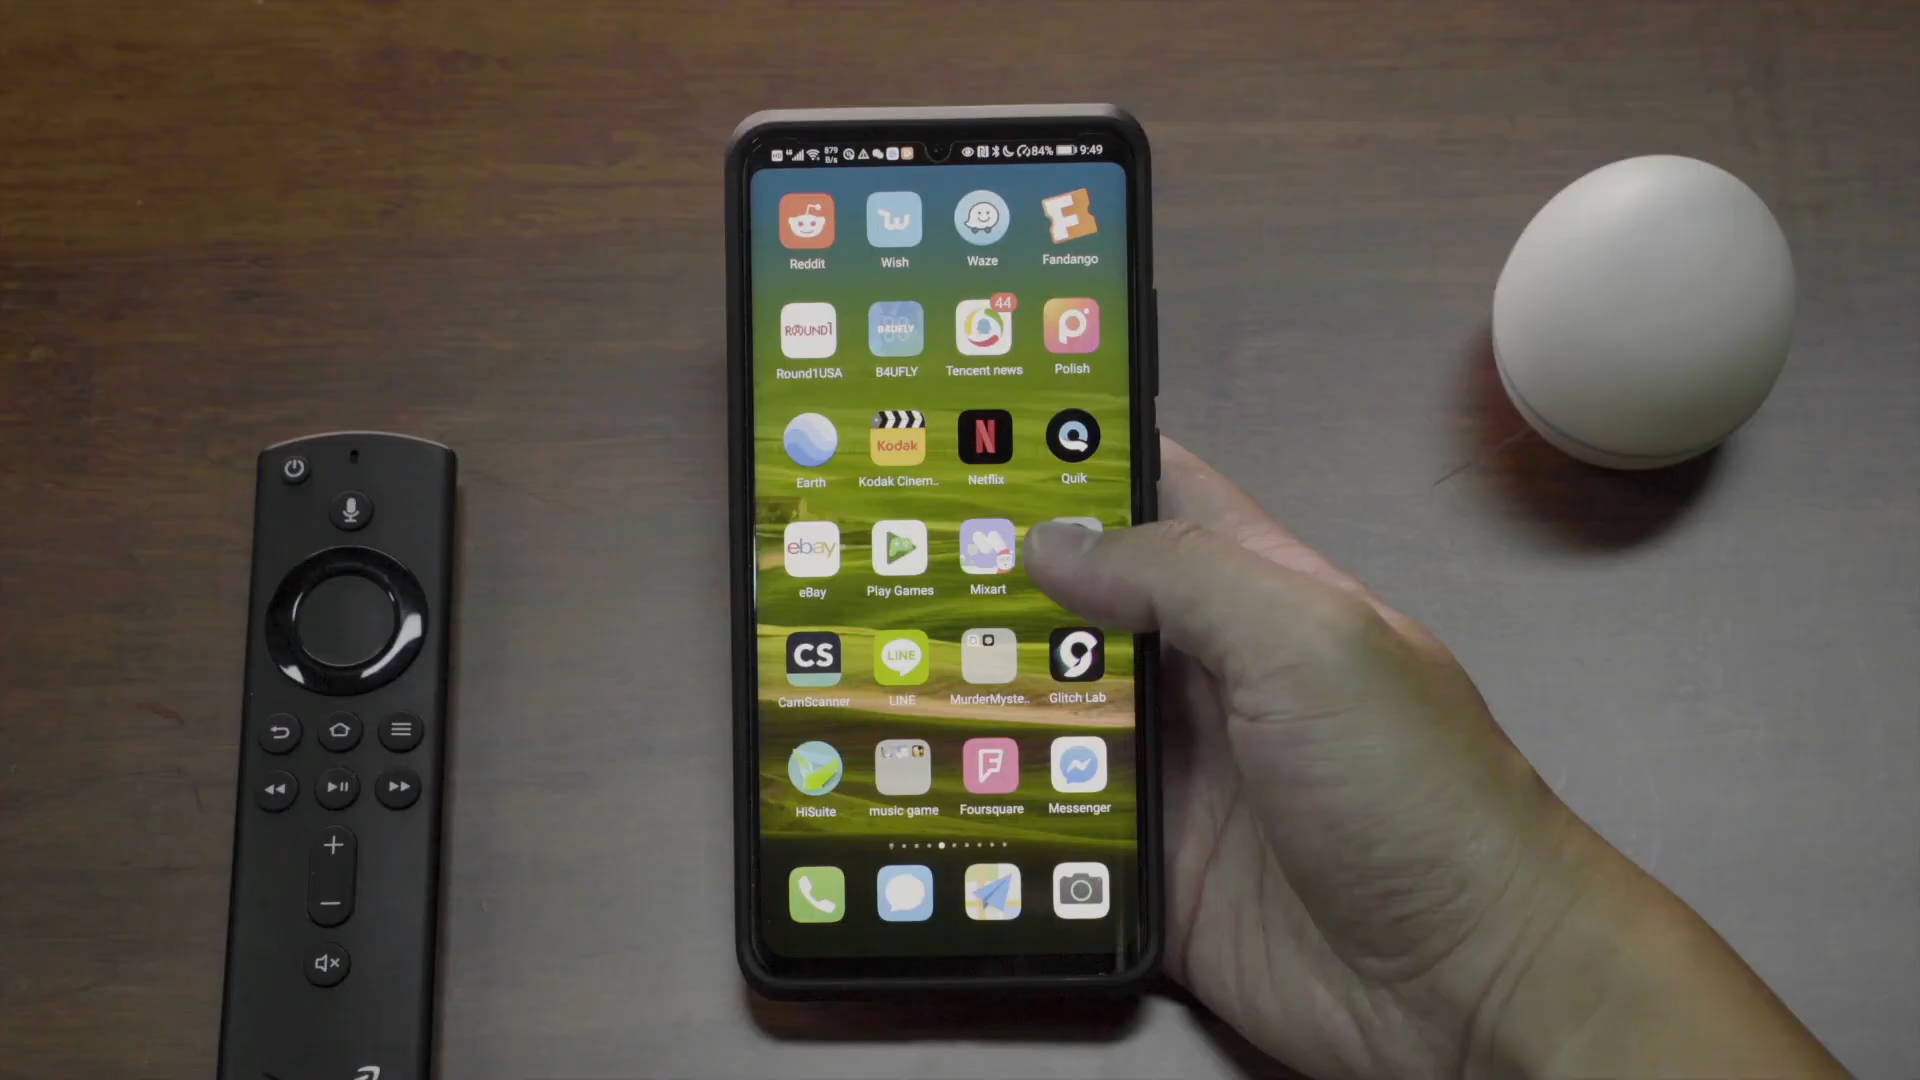 879 B/s 84% 9:49
Reddit Wish Waze Fandango
ROUND1 B4UFLY 44
Round1USA B4UFLY Tencent news Polish
Kodak N
Earth Kodak Cinem.. Netflix Quik
ebay
eBay Play Games Mixart
CS LINE
CamScanner LINE MurderMyste.. Glitch Lab
HiSuite music game Foursquare Messenger